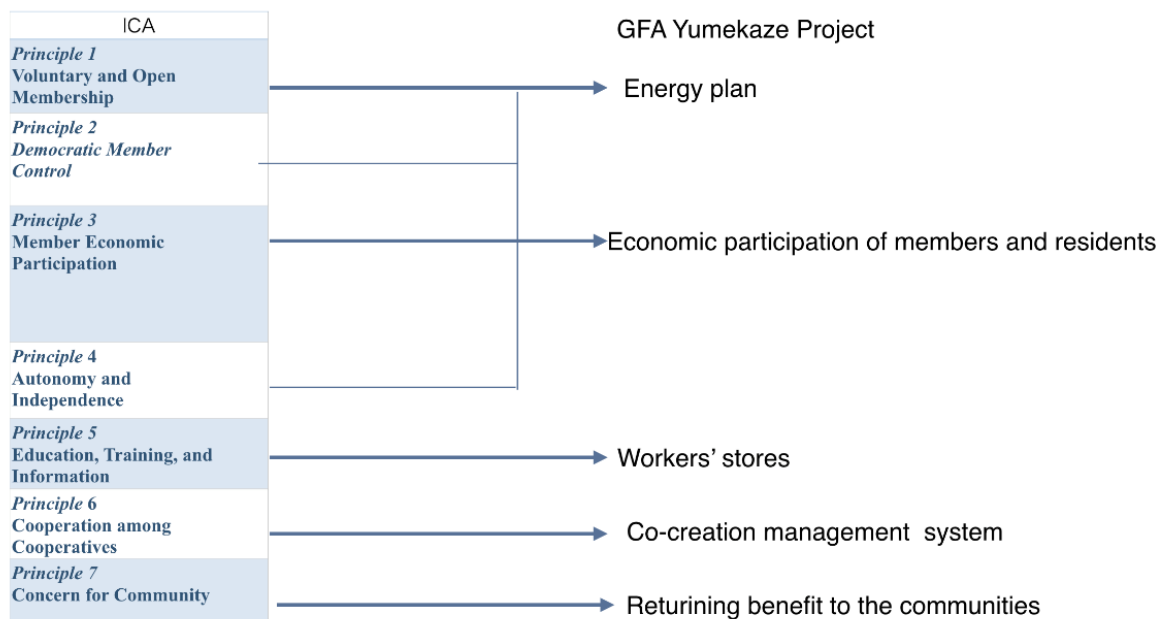 ICA
GFA Yumekaze Project
Principle 1
Voluntary and Open
Membership
Energy plan
Principle 2
Democratic Member
Control
Principle 3
Member Economic
Participation
Economic participation of members and residents
Principle 4
Autonomy and
Independence
Principle 5
Education, Training, and
Information
Workers’ stores
Principle 6
Cooperation among
Cooperatives
Co-creation management system
Principle 7
Concern for Community
Returining benefit to the communities